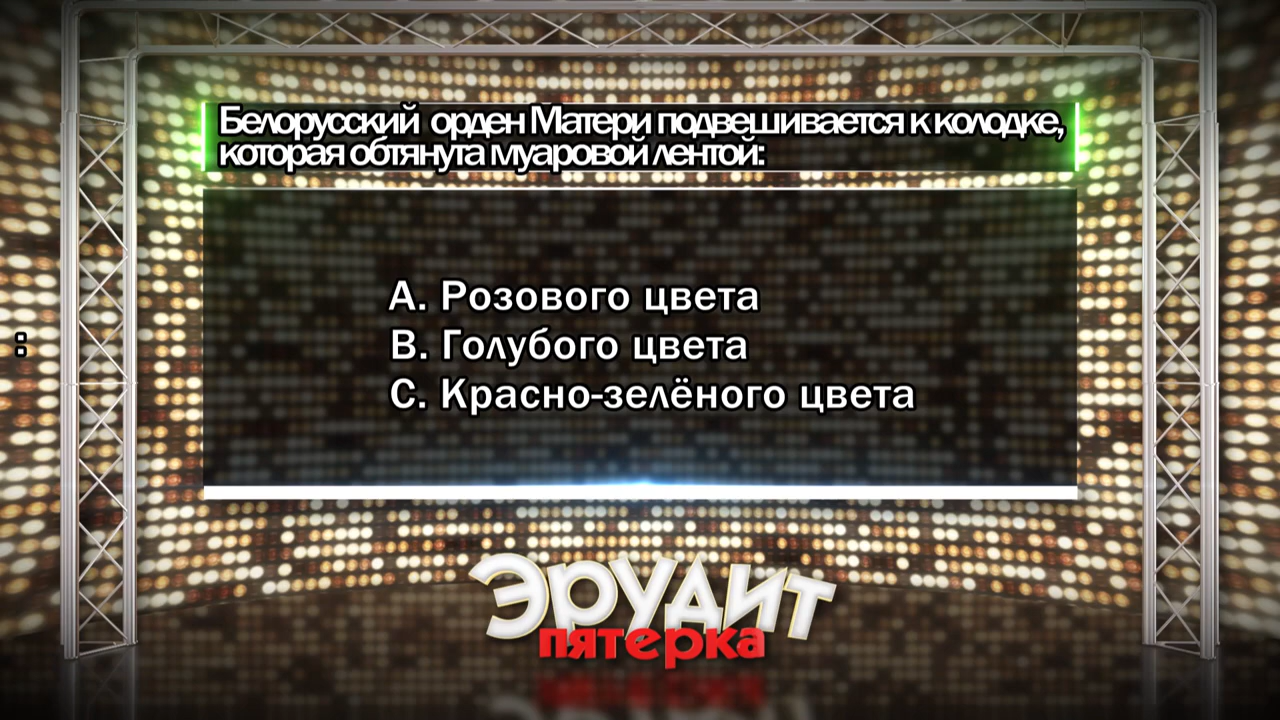 Белорусский орден Матери подвешивается к колодке,
которая обтянута муаровой лентой:
:
А. Розового цвета
В. Голубого цвета
С. Красно-зелёного цвета
Эрудит
пятерка